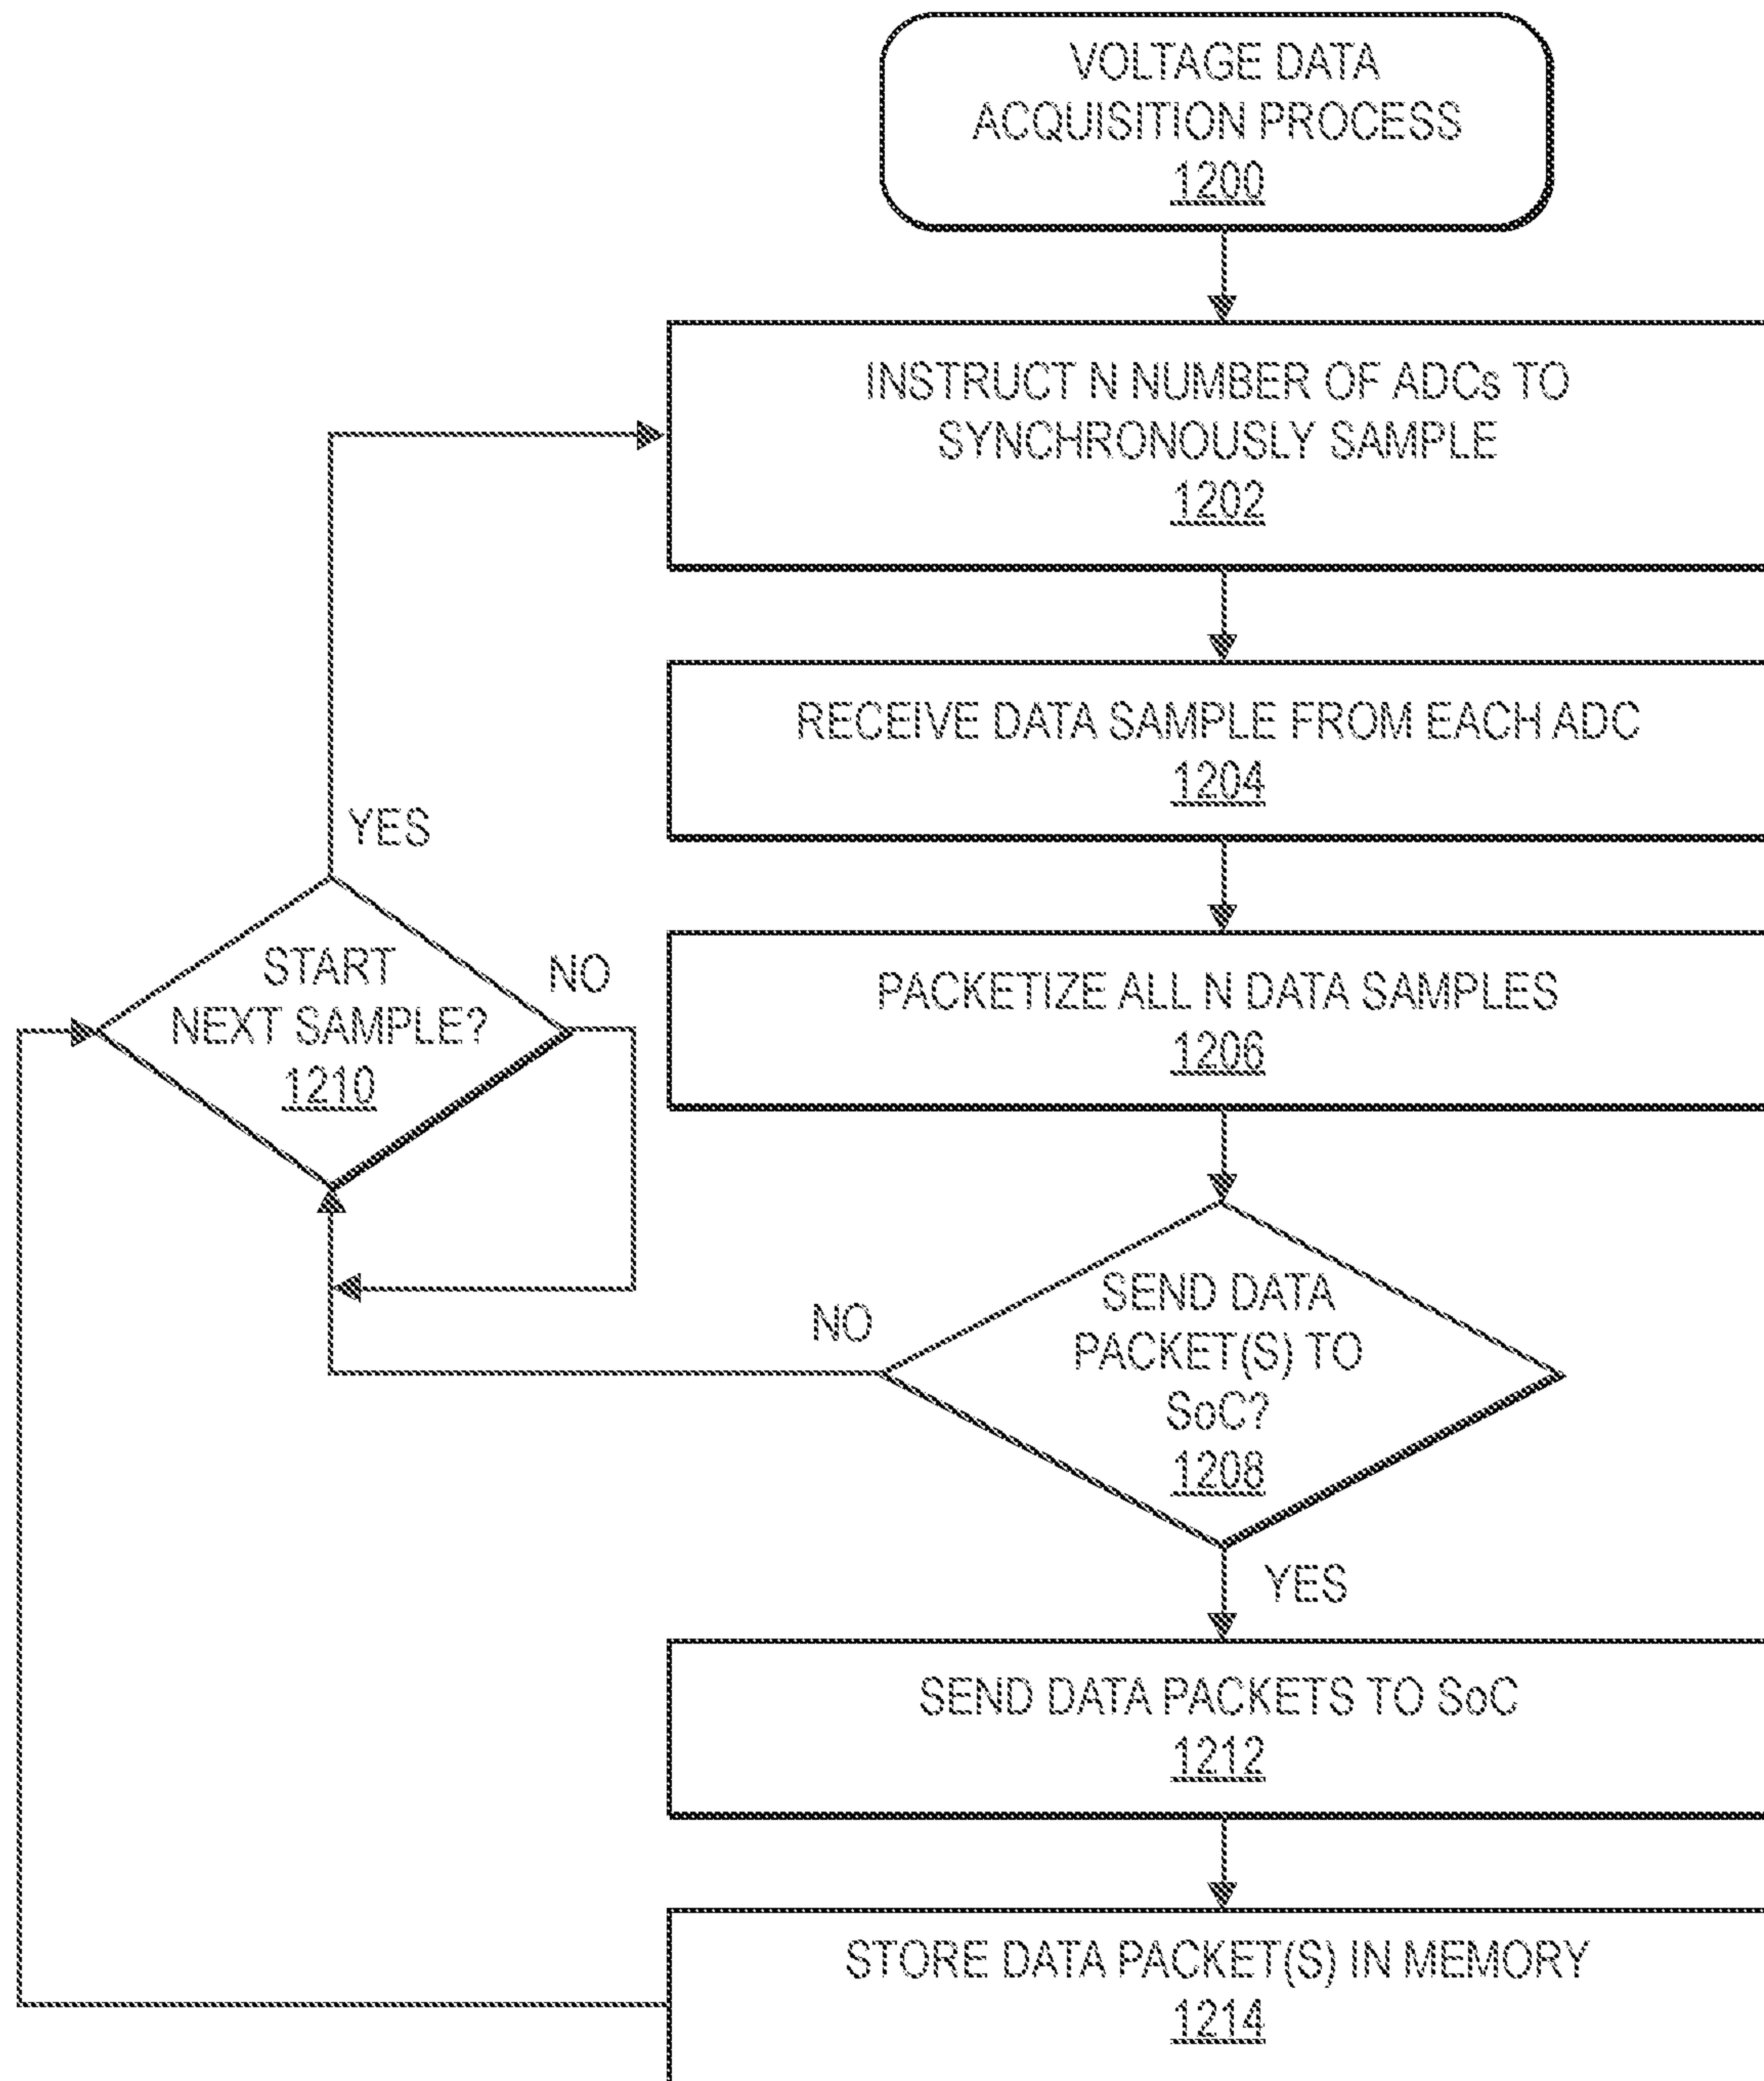 VOLTAGE DATA
ACQUISITION PROCESS
1200
INSTRUCT N NUMBER OF ADCs TO
SYNCHRONOUSLY SAMPLE
1202
RECEIVE DATA SAMPLE FROM EACH ADC
1204
YES
START
NEXT SAMPLE?
1210
NO
PACKETIZE ALL N DATA SAMPLES
1206
SEND DATA
PACKET(S) TO
SoC?
1208
NO
YES
SEND DATA PACKETS TO SoC
1212
STORE DATA PACKET(S) IN MEMORY
1214